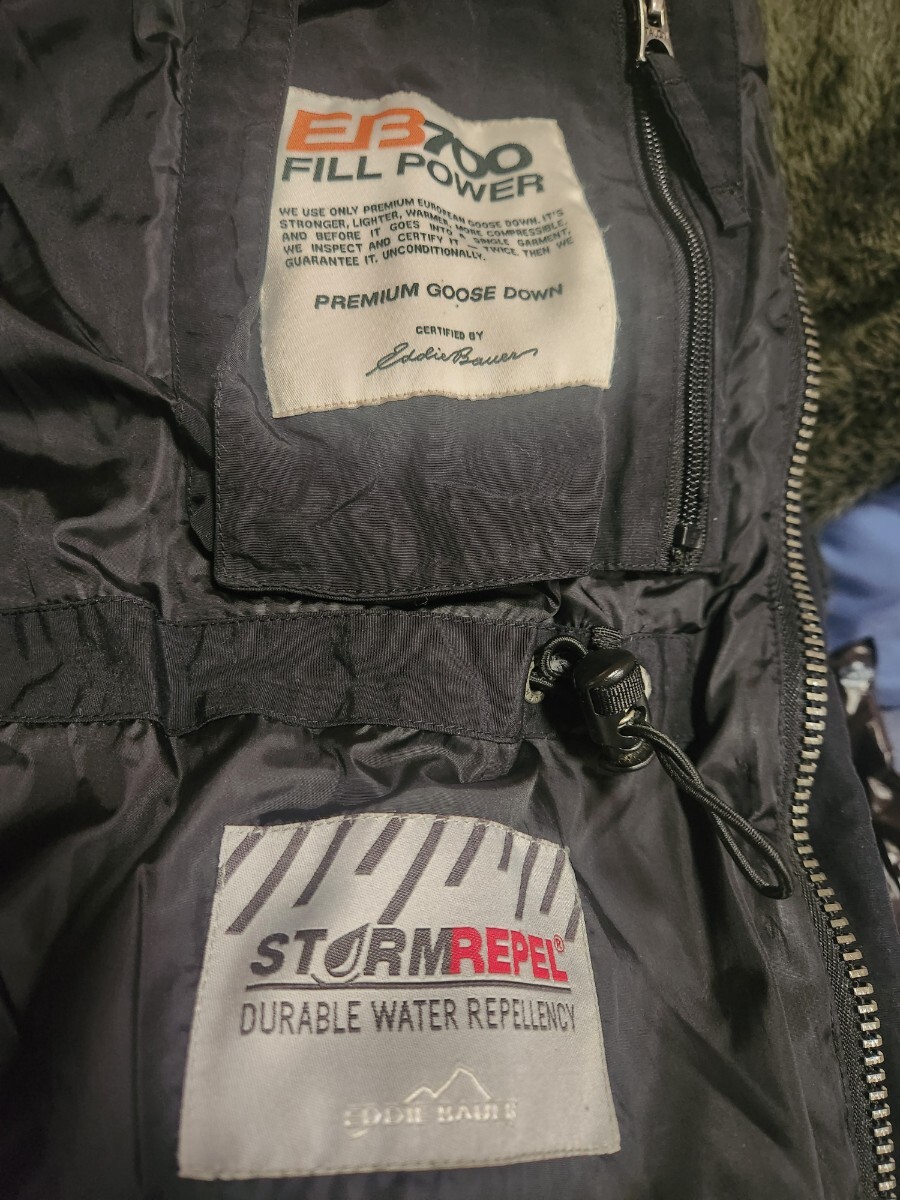 EB700
FILL POWER
WE USE ONLY PREMIUM EUROPEAN GOOSE DOWN. IT'S
STRONGER, LIGHTER, WARMER, MORE COMPRESSIBLE.
AND BEFORE IT GOES INTO A SINGLE GARMENT,
WE INSPECT AND CERTIFY IT — TWICE. THEN WE
GUARANTEE IT. UNCONDITIONALLY.
PREMIUM GOOSE DOWN
CERTIFIED BY
Eddie Bauer
STORMREPEL®
DURABLE WATER REPELLENCY
EDDIE BAUER